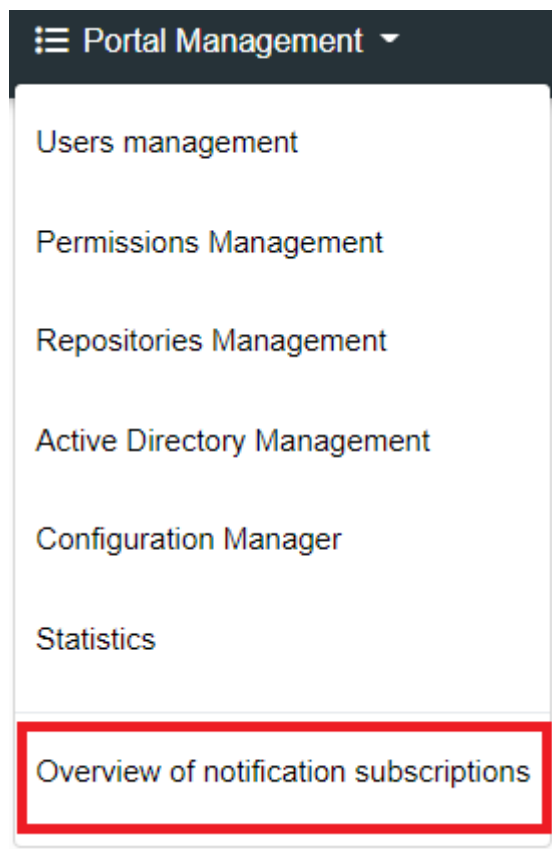 Portal Management
Users management
Permissions Management
Repositories Management
Active Directory Management
Configuration Manager
Statistics
Overview of notification subscriptions